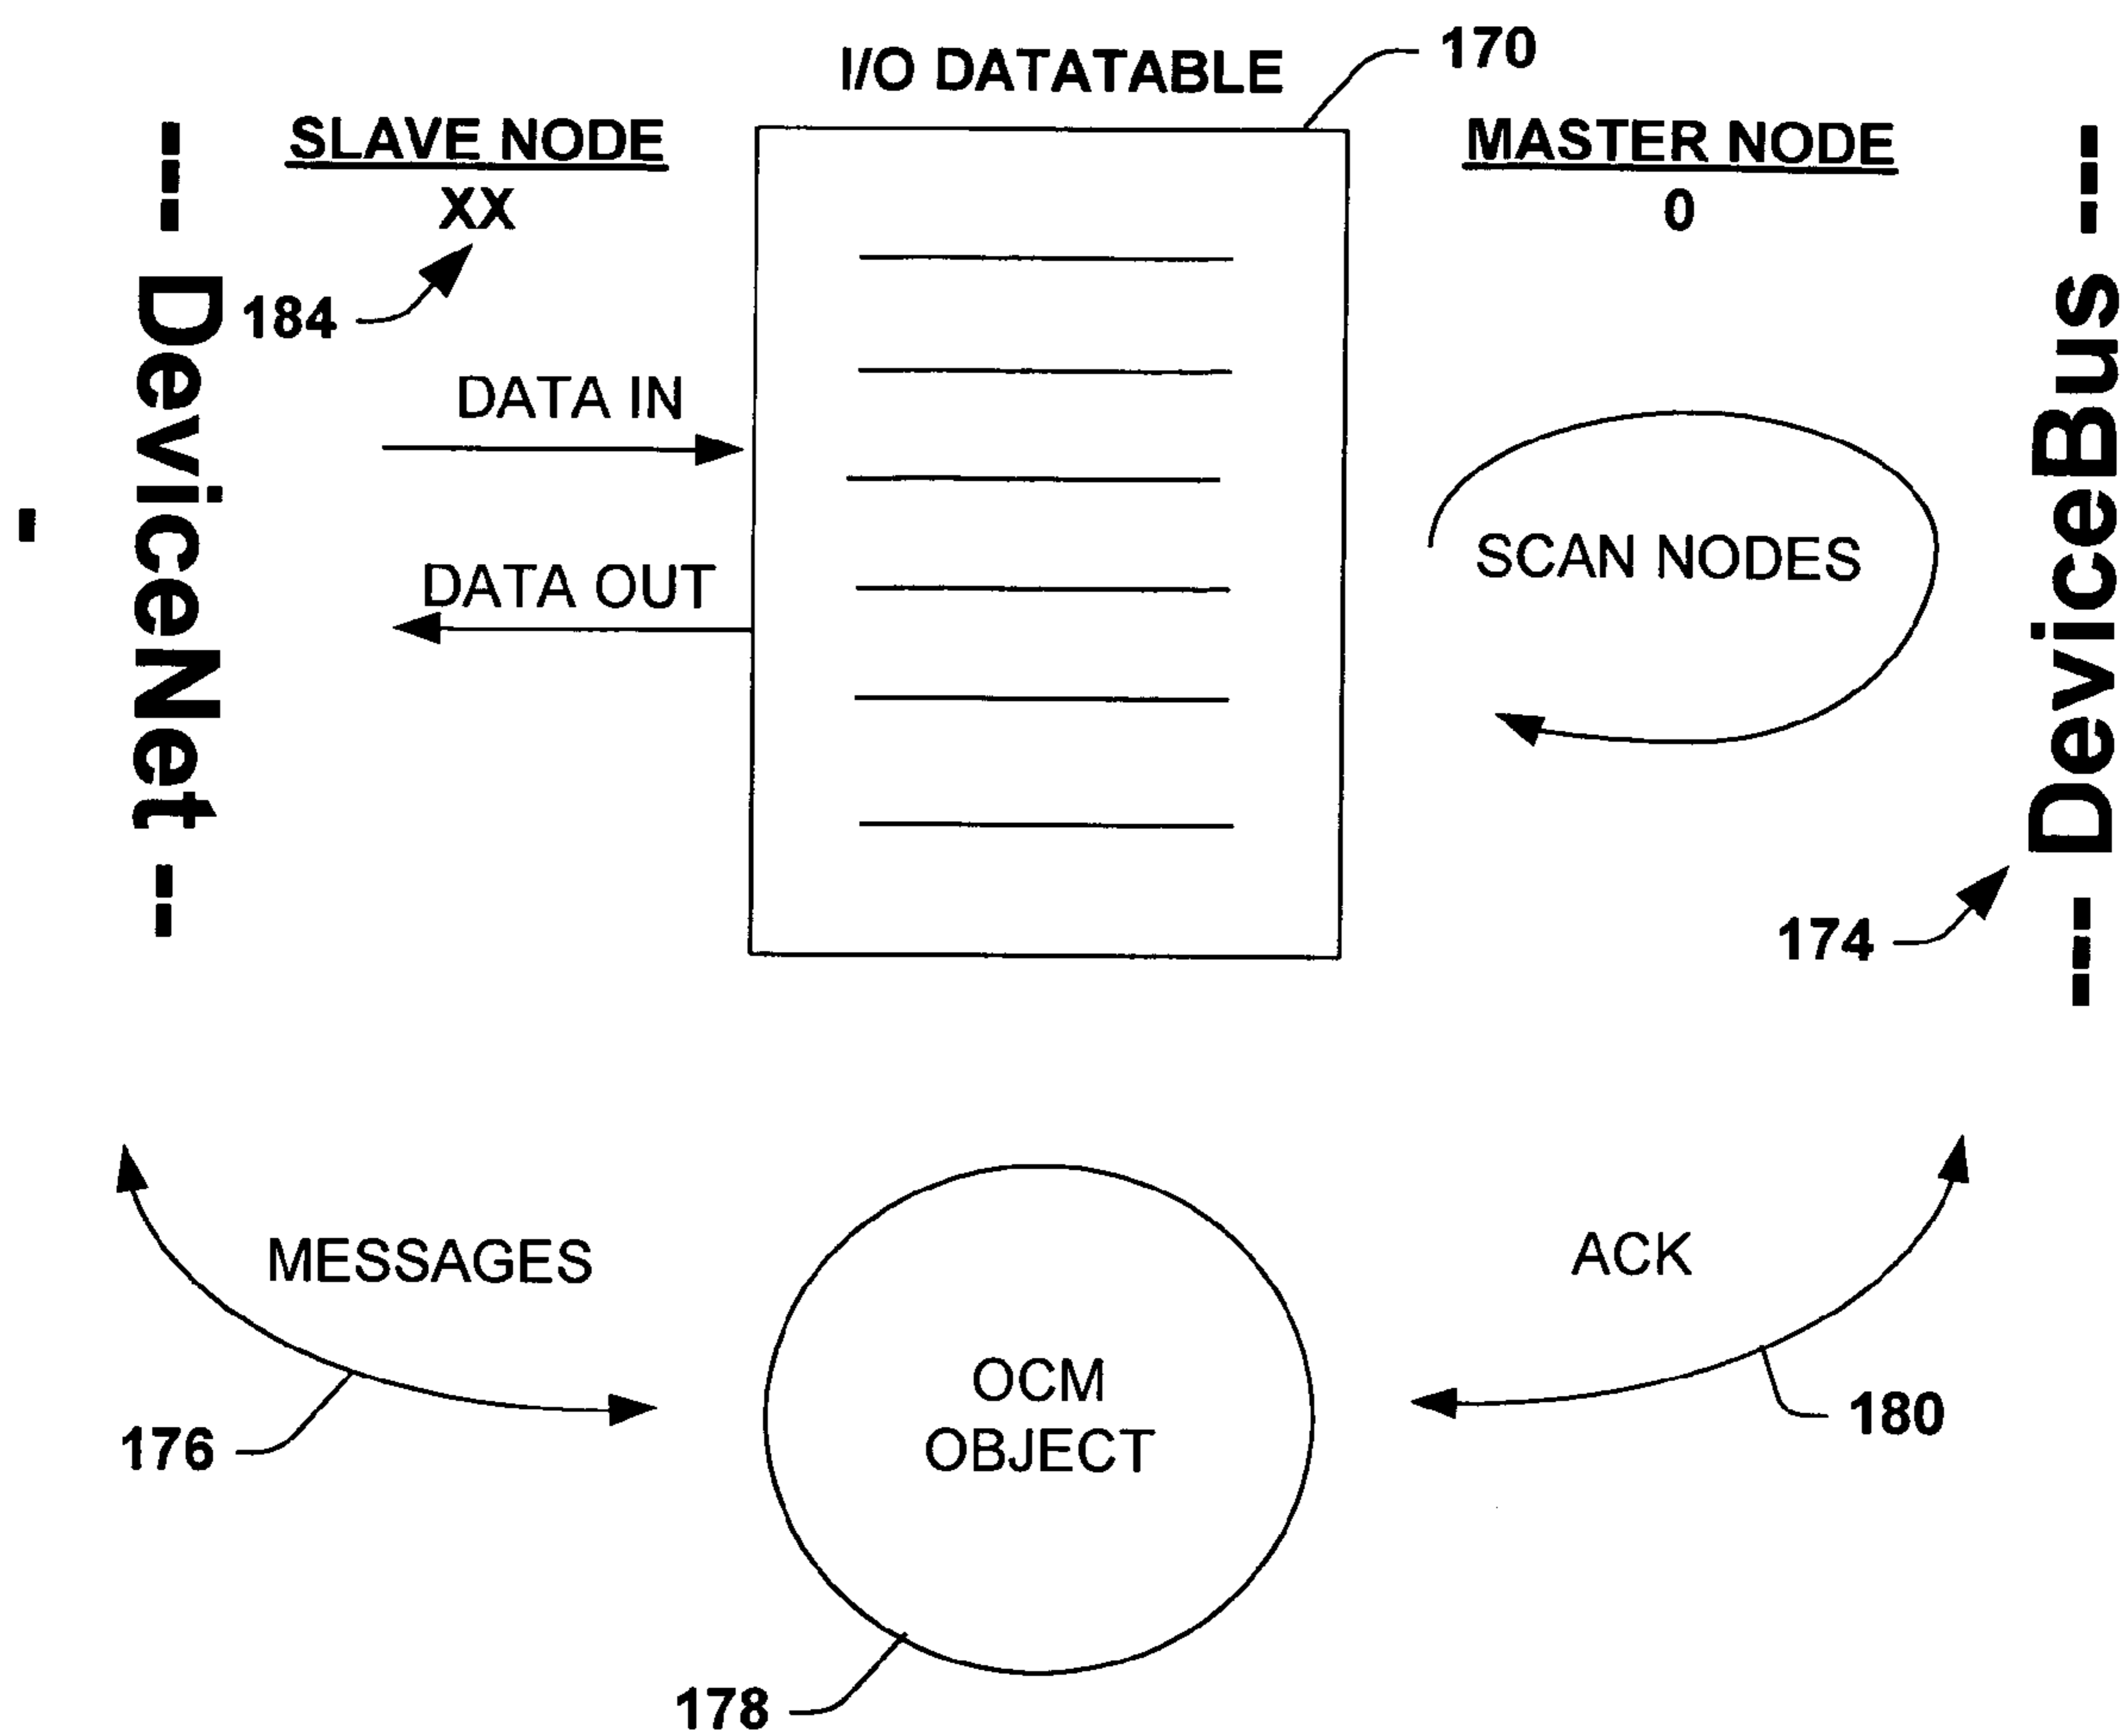 I/O DATATABLE
170
SLAVE NODE
XX
184
MASTER NODE
0
--- DeviceNet --
-
DATA IN
DATA OUT
SCAN NODES
--- DeviceBus ---
174
MESSAGES
176
OCM
OBJECT
178
ACK
180